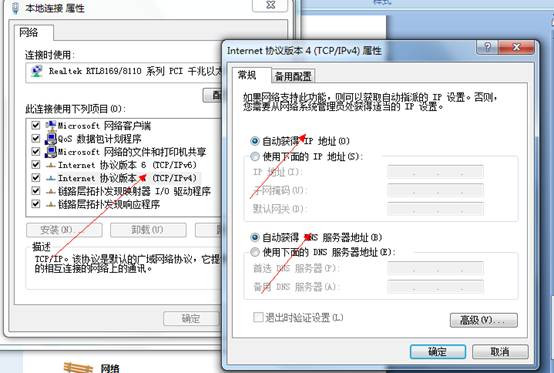 本地连接 属性
网络
连接时使用:
Realtek RTL8169/8110 系列 PCI 千兆以太
此连接使用下列项目(O):
Microsoft 网络客户端
QoS 数据包计划程序
Microsoft 网络的文件和打印机共享
Internet 协议版本 6 (TCP/IPv6)
Internet 协议版本 (TCP/IPv4)
链路层拓扑发现映射器 I/O 驱动程序
链路层拓扑发现响应程序
安装(N)...
卸载(U)
描述
TCP/IP。该协议是默认的广域网络协议，它提
的相互连接的网络上的通讯。
确定
网络
Internet 协议版本 4 (TCP/IPv4) 属性
常规
备用配置
如果网络支持此功能，则可以获取自动指派的 IP 设置。否则，
您需要从网络系统管理员处获得适当的 IP 设置。
自动获得 IP 地址(O)
使用下面的 IP 地址(S):
IP 地址(I):
子网掩码(U):
默认网关(D):
自动获得 DNS 服务器地址(B)
使用下面的 DNS 服务器地址(E):
首选 DNS 服务器(P):
备用 DNS 服务器(A):
退出时验证设置(L)
高级(V)...
确定
取消